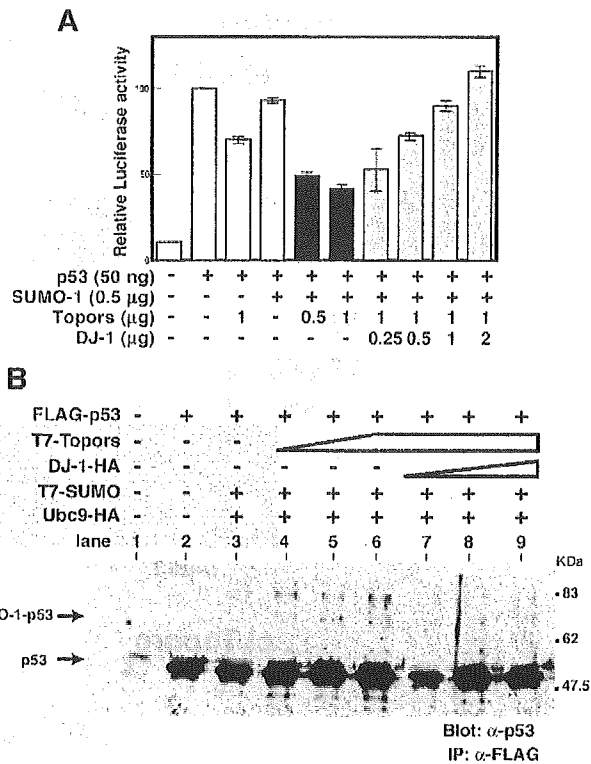 A
Relative Luciferase activity
100
50
0
p53 (50 ng) - + + + + + + + + +
SUMO-1 (0.5 µg) - - - + + + + + + +
Topors (µg) - - 1 - 0.5 1 1 1 1 1
DJ-1 (µg) - - - - - - 0.25 0.5 1 2
B
FLAG-p53 - + + + + + + + +
T7-Topors - - -
DJ-1-HA - - - - - -
T7-SUMO - - + + + + + + +
Ubc9-HA - - + + + + + + +
lane 1 2 3 4 5 6 7 8 9
KDa
83
O-1-p53
62
p53
47.5
Blot: α-p53
IP: α-FLAG